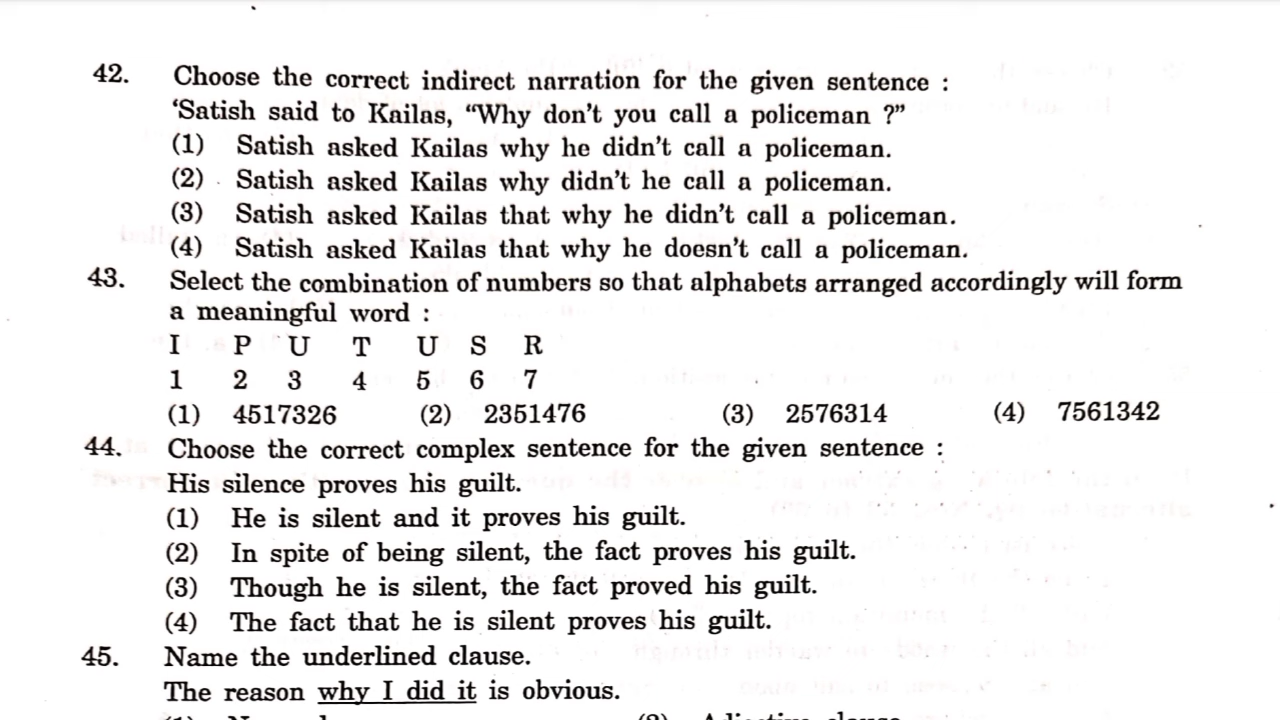 42. Choose the correct indirect narration for the given sentence :
‘Satish said to Kailas, “Why don’t you call a policeman ?”
(1) Satish asked Kailas why he didn’t call a policeman.
(2) Satish asked Kailas why didn’t he call a policeman.
(3) Satish asked Kailas that why he didn’t call a policeman.
(4) Satish asked Kailas that why he doesn’t call a policeman.
43. Select the combination of numbers so that alphabets arranged accordingly will form
a meaningful word :
I P U T U S R
1 2 3 4 5 6 7
(1) 4517326 (2) 2351476 (3) 2576314 (4) 7561342
44. Choose the correct complex sentence for the given sentence :
His silence proves his guilt.
(1) He is silent and it proves his guilt.
(2) In spite of being silent, the fact proves his guilt.
(3) Though he is silent, the fact proved his guilt.
(4) The fact that he is silent proves his guilt.
45. Name the underlined clause.
The reason why I did it is obvious.